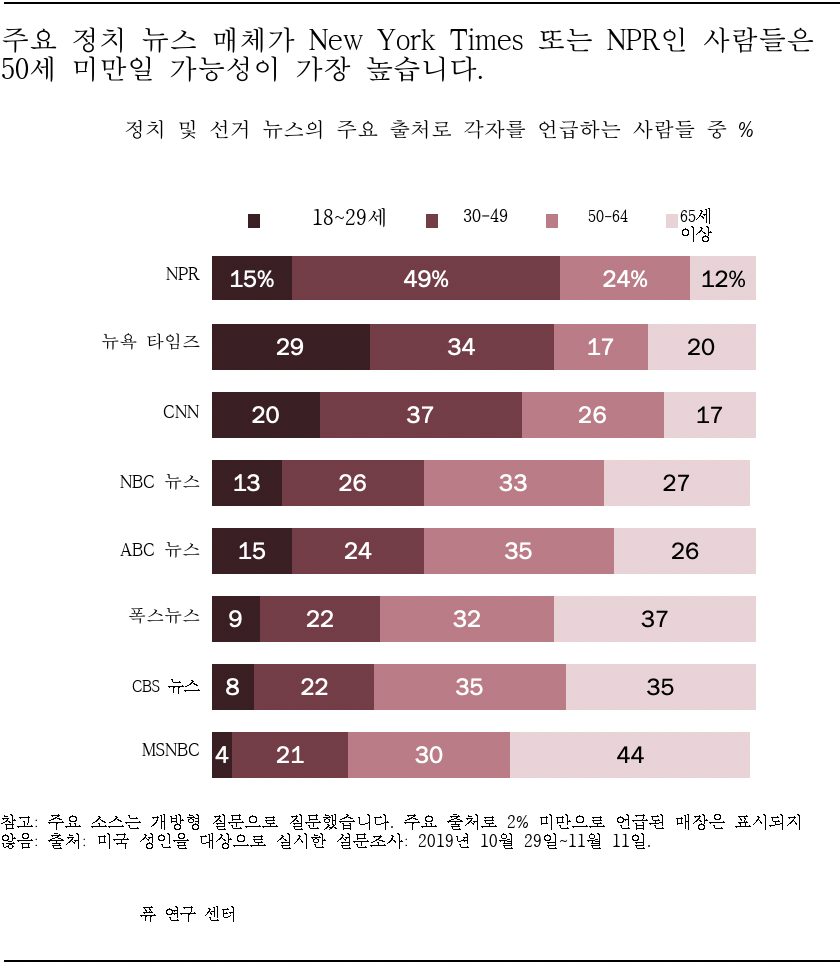 주요 정치 뉴스 매체가 New York Times 또는 NPR인 사람들은
50세 미만일 가능성이 가장 높습니다.
정치 및 선거 뉴스의 주요 출처로 각자를 언급하는 사람들 중 %
18~29세 30-49 50-64 65세
이상
NPR 15% 49% 24% 12%
뉴욕 타임즈 29 34 17 20
CNN 20 37 26 17
NBC 뉴스 13 26 33 27
ABC 뉴스 15 24 35 26
폭스뉴스 9 22 32 37
CBS 뉴스 8 22 35 35
MSNBC 4 21 30 44
참고: 주요 소스는 개방형 질문으로 질문했습니다. 주요 출처로 2% 미만으로 언급된 매장은 표시되지
않음: 출처: 미국 성인을 대상으로 실시한 설문조사: 2019년 10월 29일~11월 11일.
퓨 연구 센터